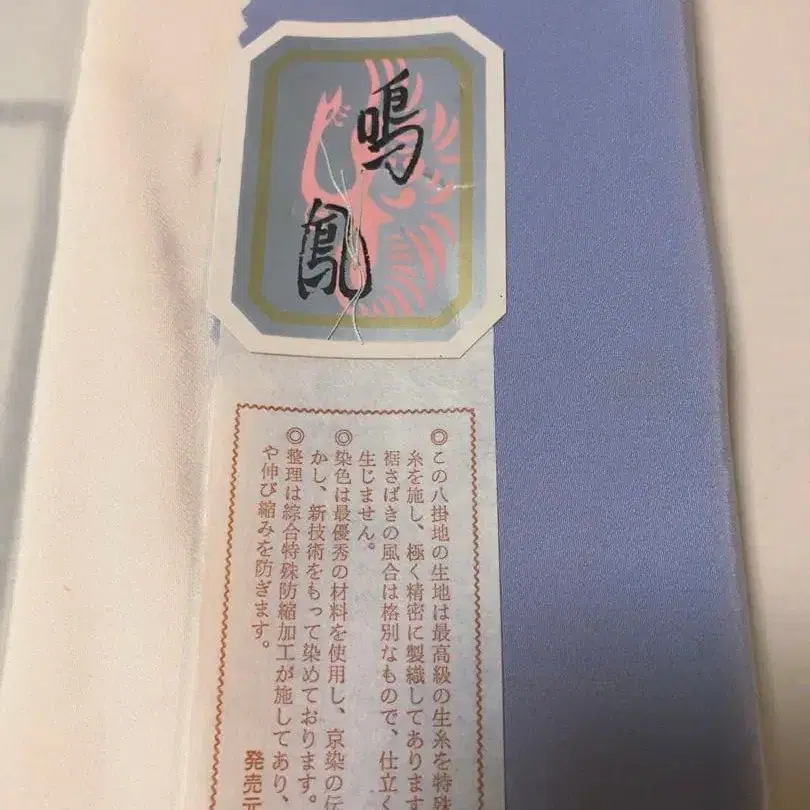 鳴鳳
◎この八掛地の生地は最高級の生糸を特殊
糸を施し、極く精密に製織してあります
裾さばきの風合は格別なもので、仕立く
生じません。
◎染色は最優秀の材料を使用し、京染の伝
かし、新技術をもって染めております。
◎整理は綜合特殊防縮加工が施してあり、
や伸び縮みを防ぎます。
発売元